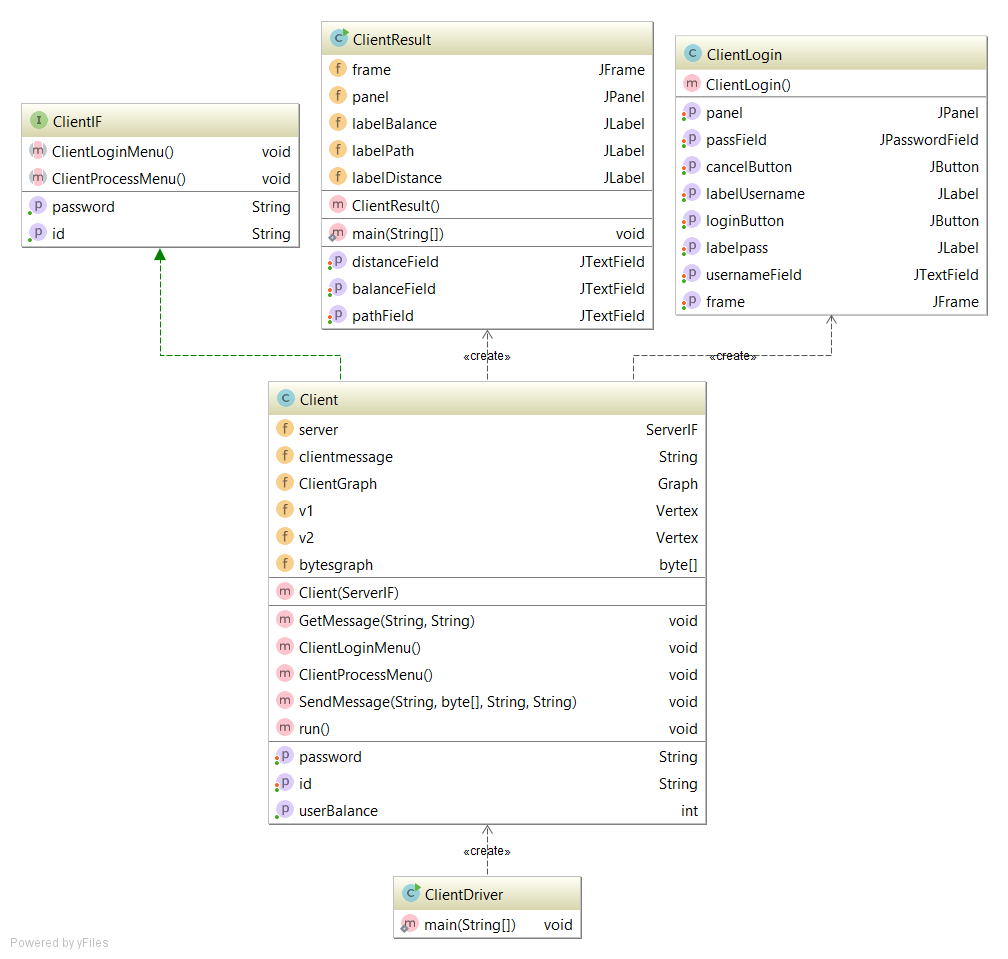 ClientResult
frame JFrame
panel JPanel
labelBalance JLabel
labelPath JLabel
labelDistance JLabel
ClientResult()
main(String[]) void
distanceField JTextField
balanceField JTextField
pathField JTextField
ClientLogin
ClientLogin()
panel JPanel
passField JPasswordField
cancelButton JButton
labelUsername JLabel
loginButton JButton
labelpass JLabel
usernameField JTextField
frame JFrame
ClientIF
ClientLoginMenu() void
ClientProcessMenu() void
password String
id String
«create»
«create»
Client
server ServerIF
clientmessage String
ClientGraph Graph
v1 Vertex
v2 Vertex
bytesgraph byte[]
Client(ServerIF)
GetMessage(String, String) void
ClientLoginMenu() void
ClientProcessMenu() void
SendMessage(String, byte[], String, String) void
run() void
password String
id String
userBalance int
«create»
ClientDriver
main(String[]) void
Powered by yFiles